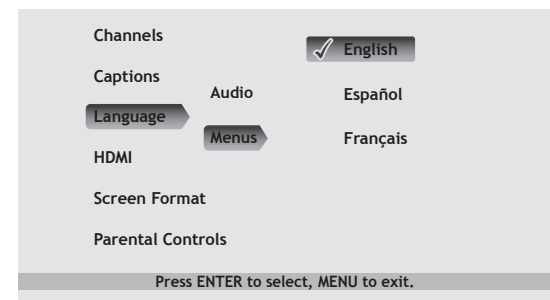 Channels
Captions
Language
HDMI
Screen Format
Parental Controls
Audio
Menus
English
Español
Français
Press ENTER to select, MENU to exit.